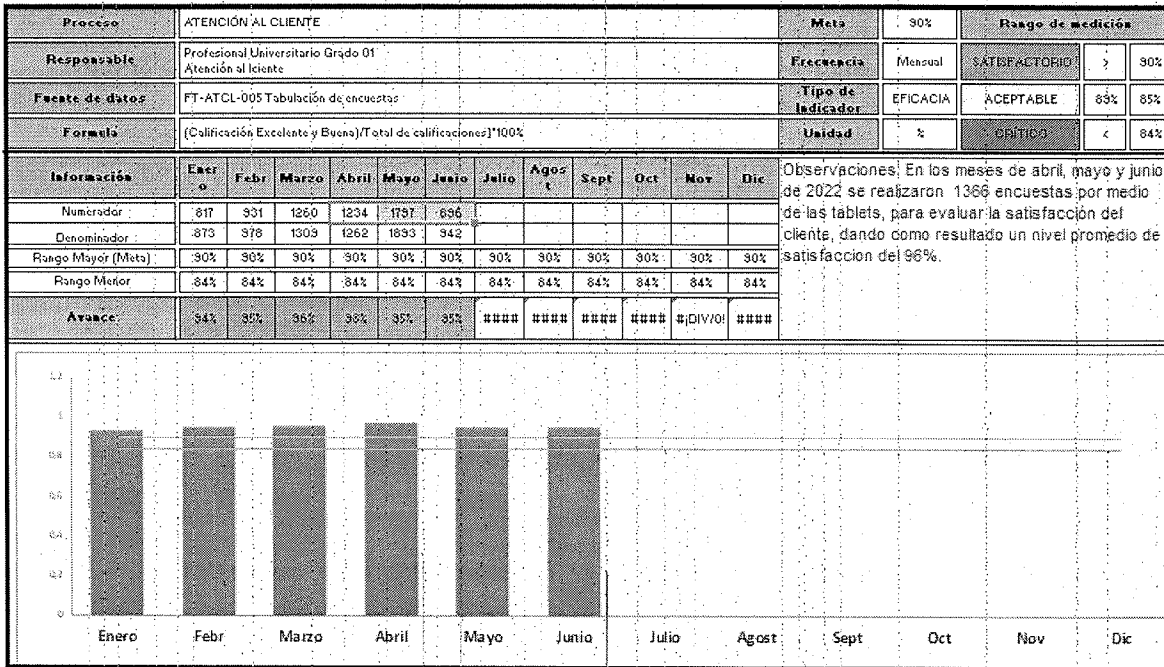 Proceso ATENCIÓN AL CLIENTE Meta 90% Rango de medición
Responsable Profesional Universitario Grado 01
Atención al lciente Frecuencia Mensual SATISFACTORIO > 90%
Fuente de datos FT-ATCL-005 Tabulación de encuestas Tipo de Indicador EFICACIA ACEPTABLE 89% 85%
Formula (Calificación Excelente y Buena)/Total de calificaciones)*100% Unidad % CRÍTICO < 84%
Información Enero Febr Marzo Abril Mayo Junio Julio Agost Sept Oct Nov Dic
Numerador 817 931 1260 1234 1797 896
Denominador 873 978 1309 1262 1893 942
Rango Mayor (Meta) 90% 90% 90% 90% 90% 90% 90% 90% 90% 90% 90% 90%
Rango Menor 84% 84% 84% 84% 84% 84% 84% 84% 84% 84% 84% 84%
Avance 94% 95% 96% 98% 95% 95% #### #### #### #### #¡DIV/0! ####
Observaciones: En los meses de abril, mayo y junio
de 2022 se realizaron 1366 encuestas por medio
de las tablets, para evaluar la satisfacción del
cliente, dando como resultado un nivel promedio de
satisfaccion del 96%.
1,2
1
0,8
0,6
0,4
0,2
0
Enero Febr Marzo Abril Mayo Junio Julio Agost Sept Oct Nov Dic